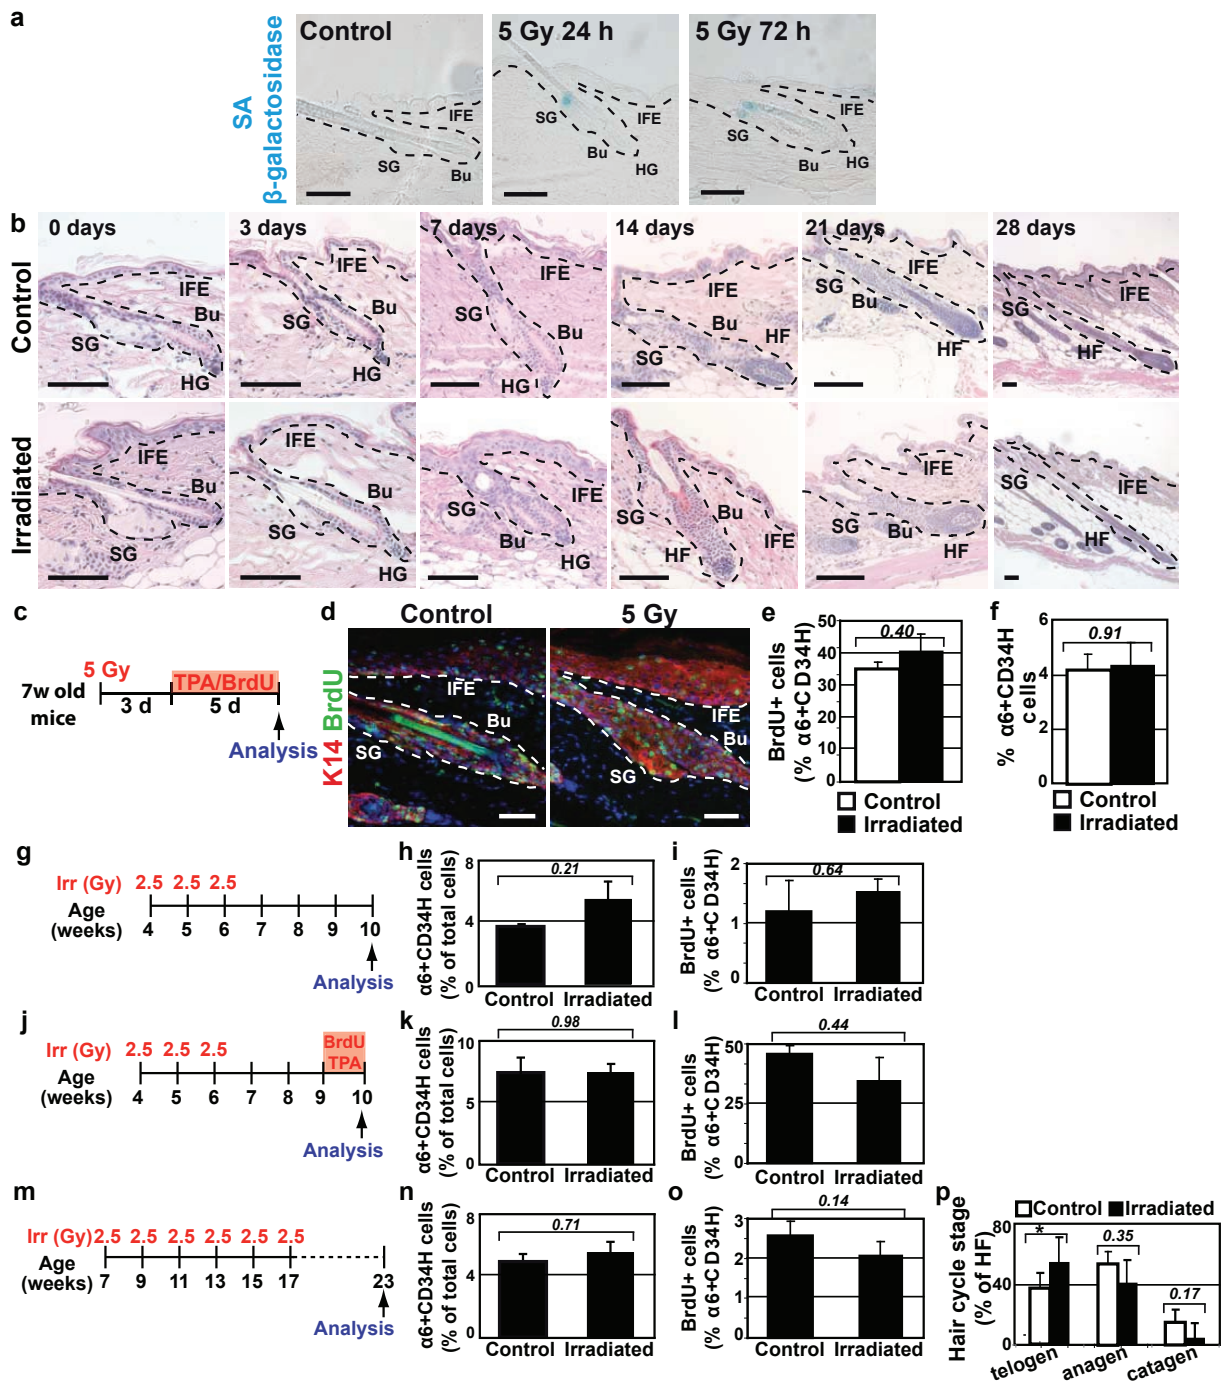 a
SA
β-galactosidase
Control
5 Gy 24 h
5 Gy 72 h
IFE
SG
Bu
IFE
SG
Bu
HG
IFE
SG
Bu
HG
b
Control
0 days
3 days
7 days
14 days
21 days
28 days
IFE
Bu
SG
HG
IFE
Bu
SG
HG
IFE
Bu
SG
HG
Bu
HF
SG
IFE
SG
Bu
HF
SG
IFE
HF
Irradiated
IFE
Bu
SG
IFE
Bu
SG
HG
SG
IFE
Bu
HG
SG
Bu
HF
IFE
IFE
SG
Bu
HF
SG
IFE
HF
c
5 Gy
TPA/BrdU
7w old
mice
3 d
5 d
Analysis
d
Control
5 Gy
K14 BrdU
IFE
Bu
SG
IFE
Bu
SG
e
BrdU+ cells
(% α6+C D34H)
50
40
30
20
10
0
0.40
Control
Irradiated
f
% α6+CD34H
cells
6
4
2
0
0.91
Control
Irradiated
g
Irr (Gy)
2.5 2.5 2.5
Age
(weeks)
4 5 6 7 8 9 10
Analysis
h
α6+CD34H cells
(% of total cells)
8
4
0
0.21
Control Irradiated
i
BrdU+ cells
(% α6+C D34H)
2
1
0
0.64
Control Irradiated
j
Irr (Gy)
2.5 2.5 2.5
BrdU
TPA
Age
(weeks)
4 5 6 7 8 9 10
Analysis
k
α6+CD34H cells
(% of total cells)
10
5
0
0.98
Control Irradiated
l
BrdU+ cells
(% α6+C D34H)
50
25
0
0.44
Control Irradiated
m
Irr (Gy)
2.5 2.5 2.5 2.5 2.5 2.5
Age
(weeks)
7 9 11 13 15 17 23
Analysis
n
α6+CD34H cells
(% of total cells)
8
4
0
0.71
Control Irradiated
o
BrdU+ cells
(% α6+C D34H)
3
2
1
0
0.14
Control Irradiated
p
Control Irradiated
Hair cycle stage
(% of HF)
80
40
0
*
0.35
0.17
telogen
anagen
catagen